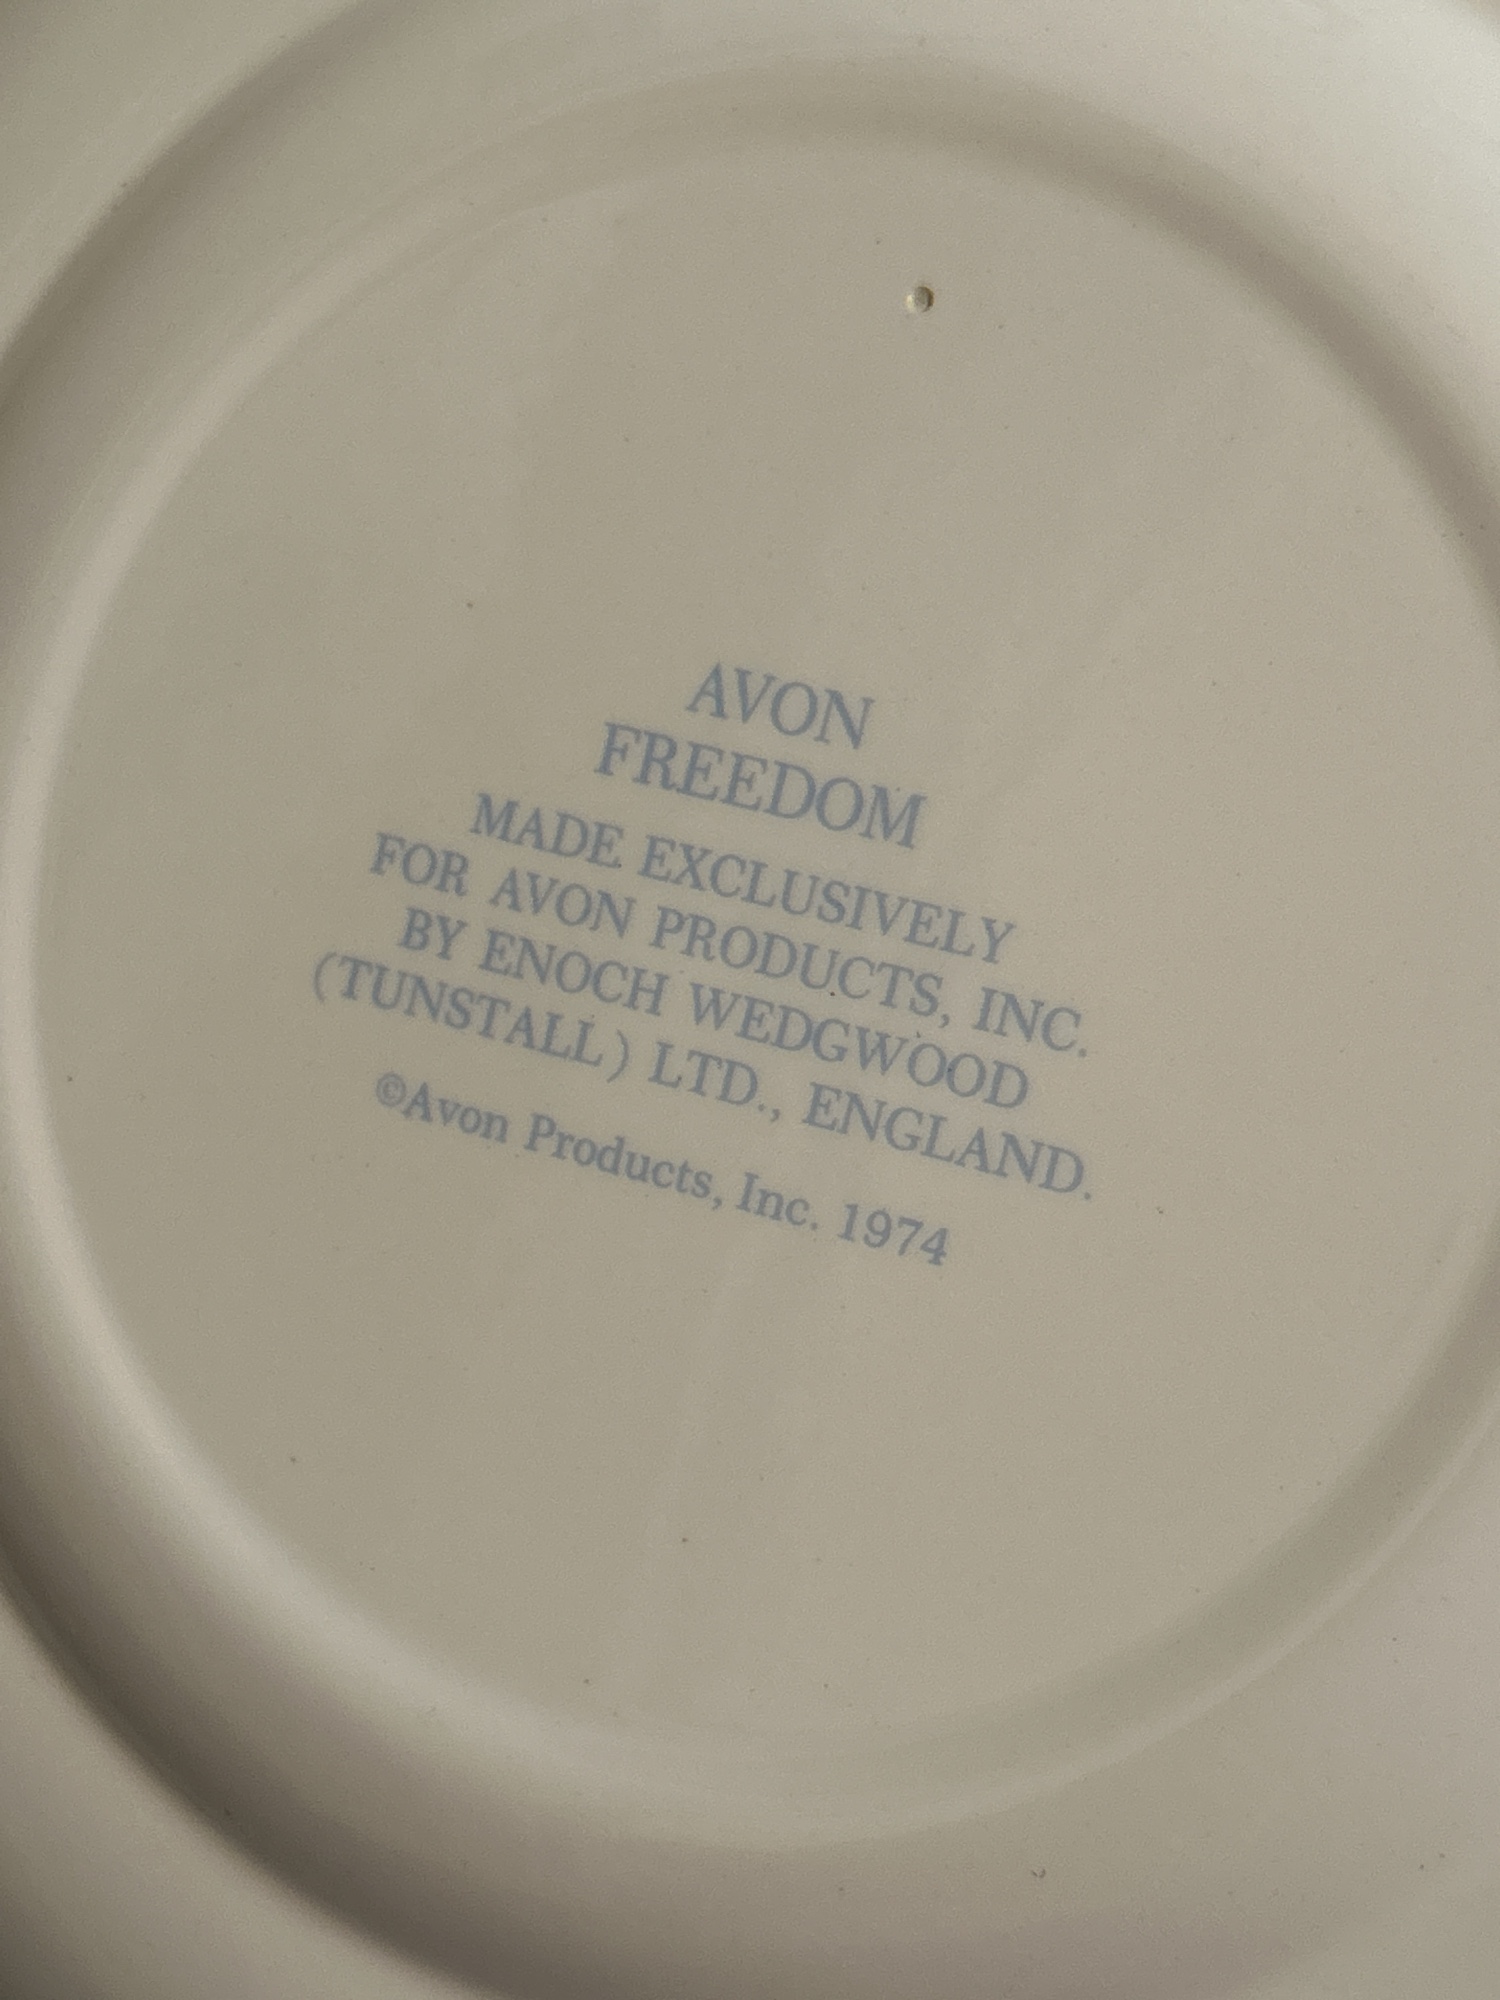 AVON
FREEDOM
MADE EXCLUSIVELY
FOR AVON PRODUCTS, INC.
BY ENOCH WEDGWOOD
(TUNSTALL) LTD., ENGLAND.
©Avon Products, Inc. 1974